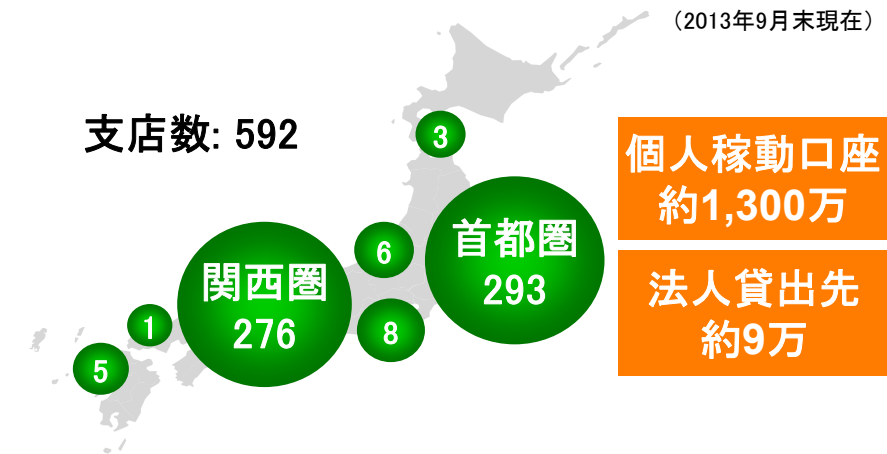 （2013年9月末現在）
支店数: 592
3
個人稼動口座
約1,300万
首都圏
293
6
関西圏
276
法人貸出先
約9万
1
8
5